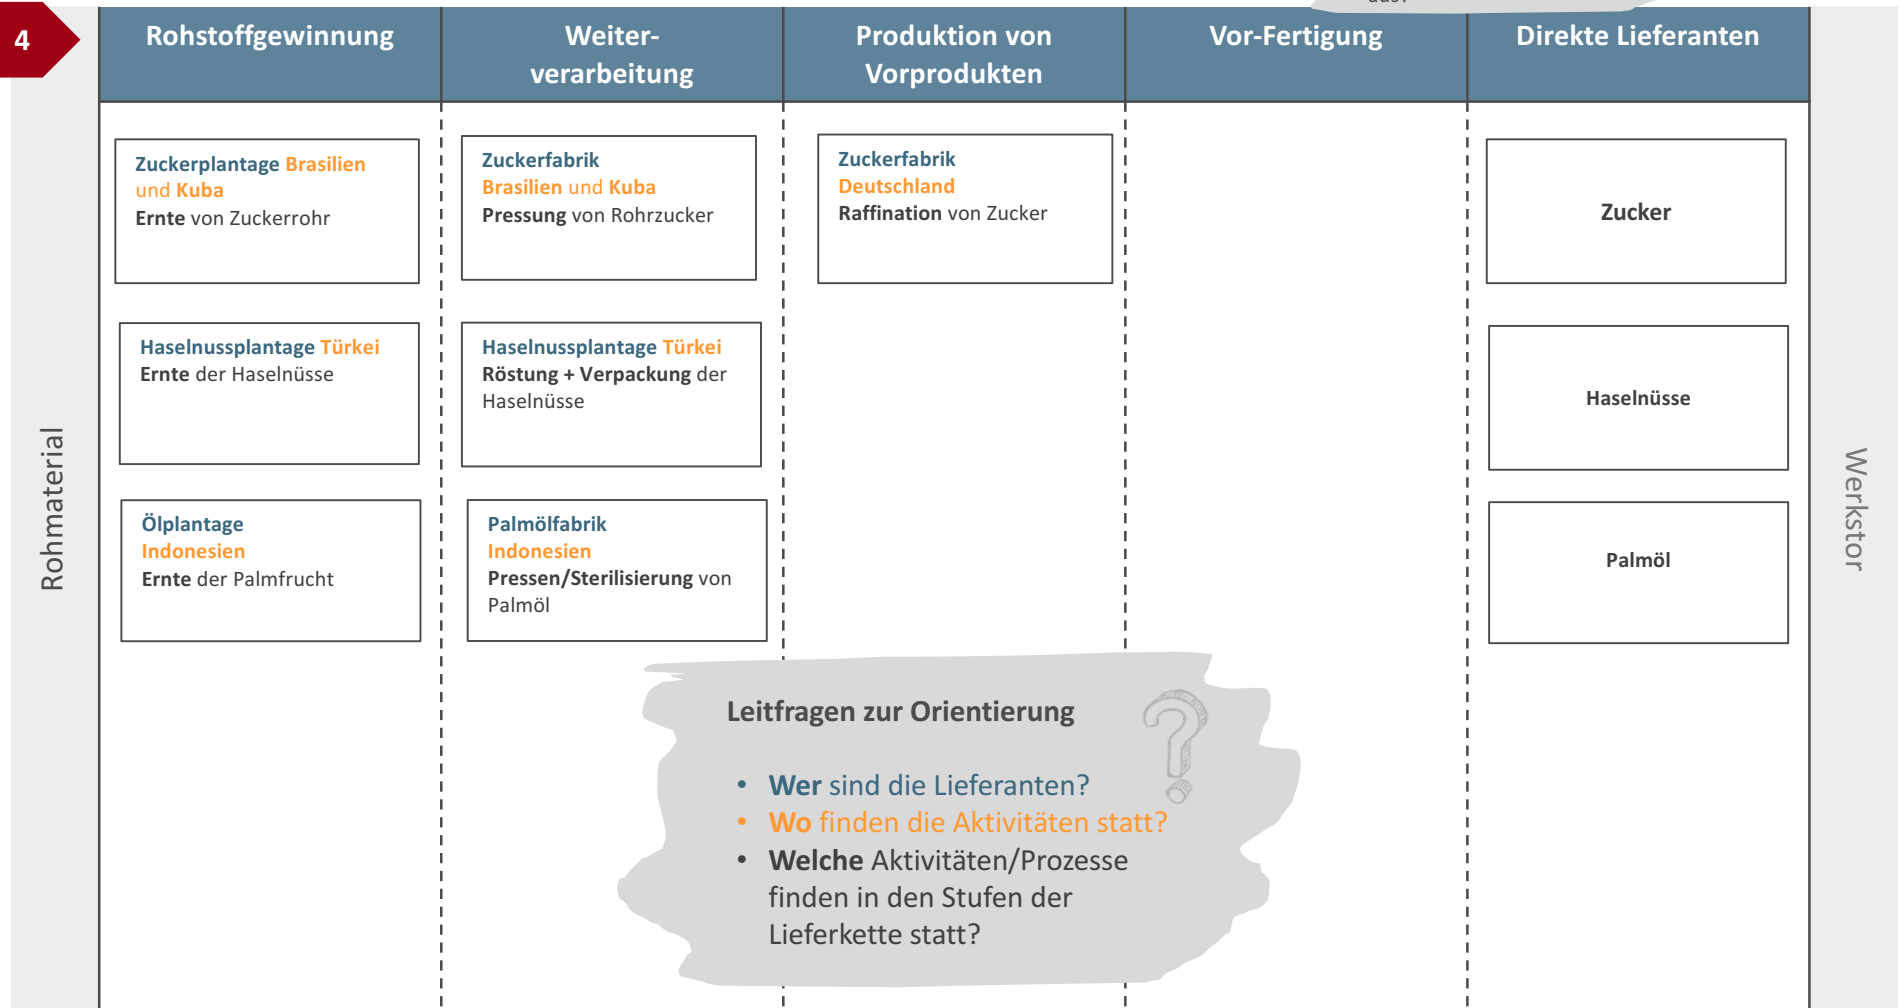 4
Rohstoffgewinnung
Weiter-
verarbeitung
Produktion von
Vorprodukten
Vor-Fertigung
Direkte Lieferanten
Rohmaterial
Zuckerplantage Brasilien
und Kuba
Ernte von Zuckerrohr
Zuckerfabrik
Brasilien und Kuba
Pressung von Rohrzucker
Zuckerfabrik
Deutschland
Raffination von Zucker
Zucker
Haselnussplantage Türkei
Ernte der Haselnüsse
Haselnussplantage Türkei
Röstung + Verpackung der
Haselnüsse
Haselnüsse
Ölplantage
Indonesien
Ernte der Palmfrucht
Palmölfabrik
Indonesien
Pressen/Sterilisierung von
Palmöl
Palmöl
Werkstor
Leitfragen zur Orientierung
• Wer sind die Lieferanten?
• Wo finden die Aktivitäten statt?
• Welche Aktivitäten/Prozesse
finden in den Stufen der
Lieferkette statt?